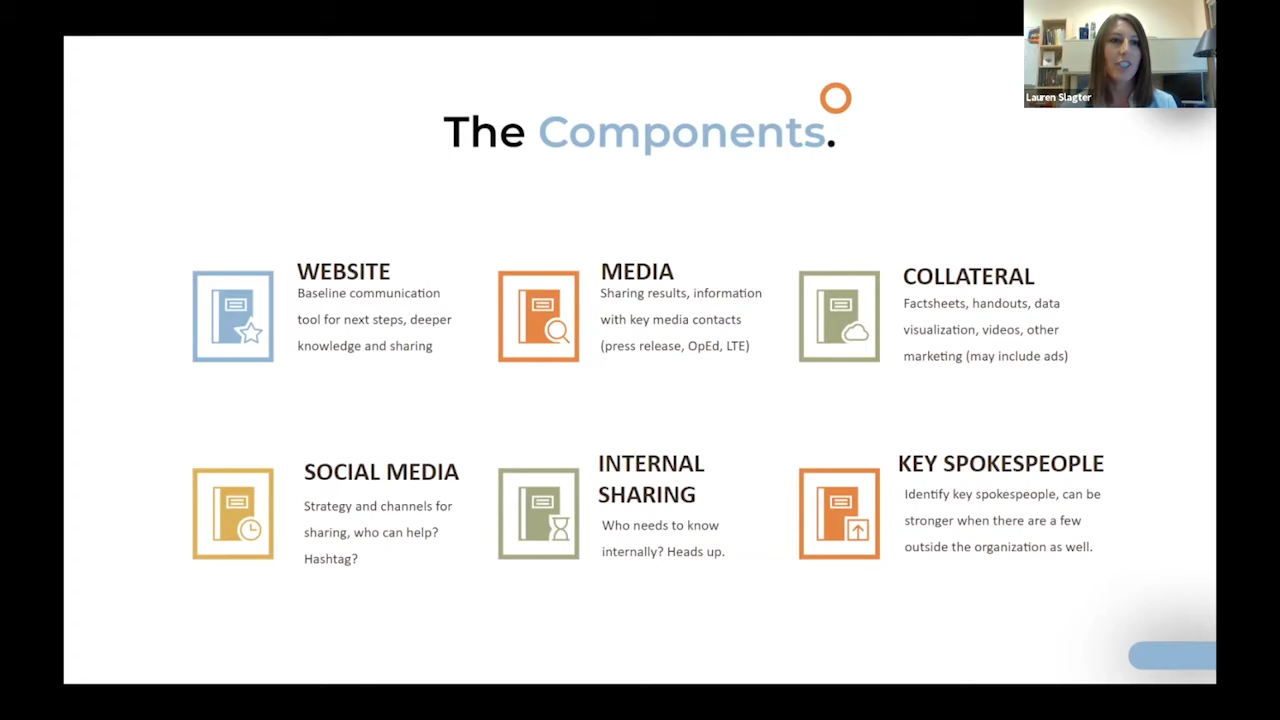 Lauren Slagter
The Components.
WEBSITE
Baseline communication
tool for next steps, deeper
knowledge and sharing
MEDIA
Sharing results, information
with key media contacts
(press release, OpEd, LTE)
COLLATERAL
Factsheets, handouts, data
visualization, videos, other
marketing (may include ads)
SOCIAL MEDIA
Strategy and channels for
sharing, who can help?
Hashtag?
INTERNAL
SHARING
Who needs to know
internally? Heads up.
KEY SPOKESPEOPLE
Identify key spokespeople, can be
stronger when there are a few
outside the organization as well.